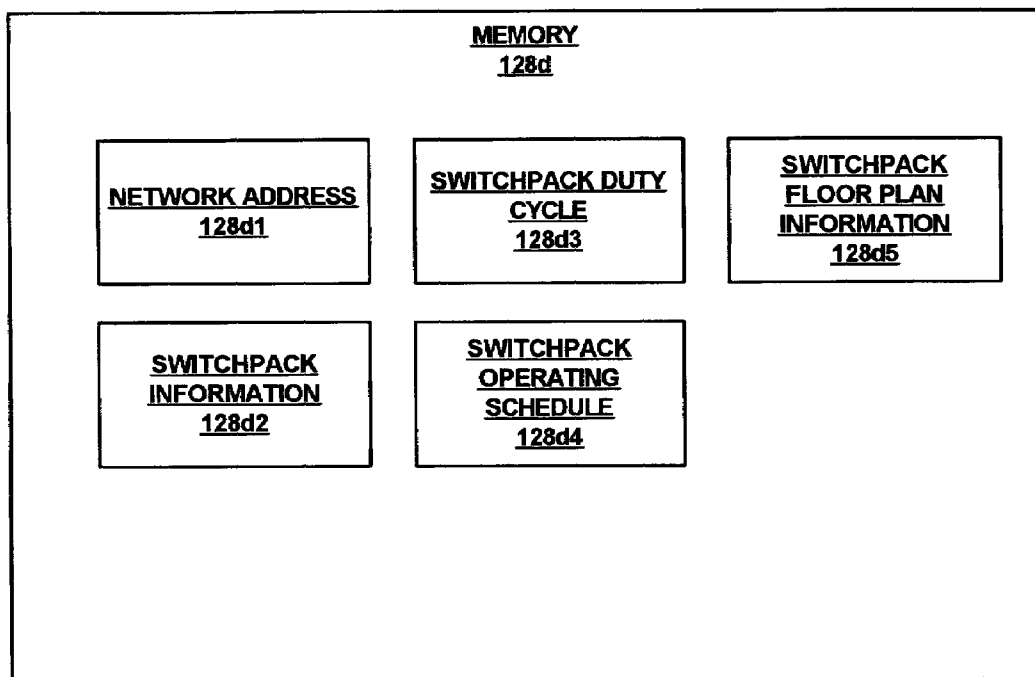 MEMORY
128d
NETWORK ADDRESS
128d1
SWITCHPACK DUTY
CYCLE
128d3
SWITCHPACK
FLOOR PLAN
INFORMATION
128d5
SWITCHPACK
INFORMATION
128d2
SWITCHPACK
OPERATING
SCHEDULE
128d4